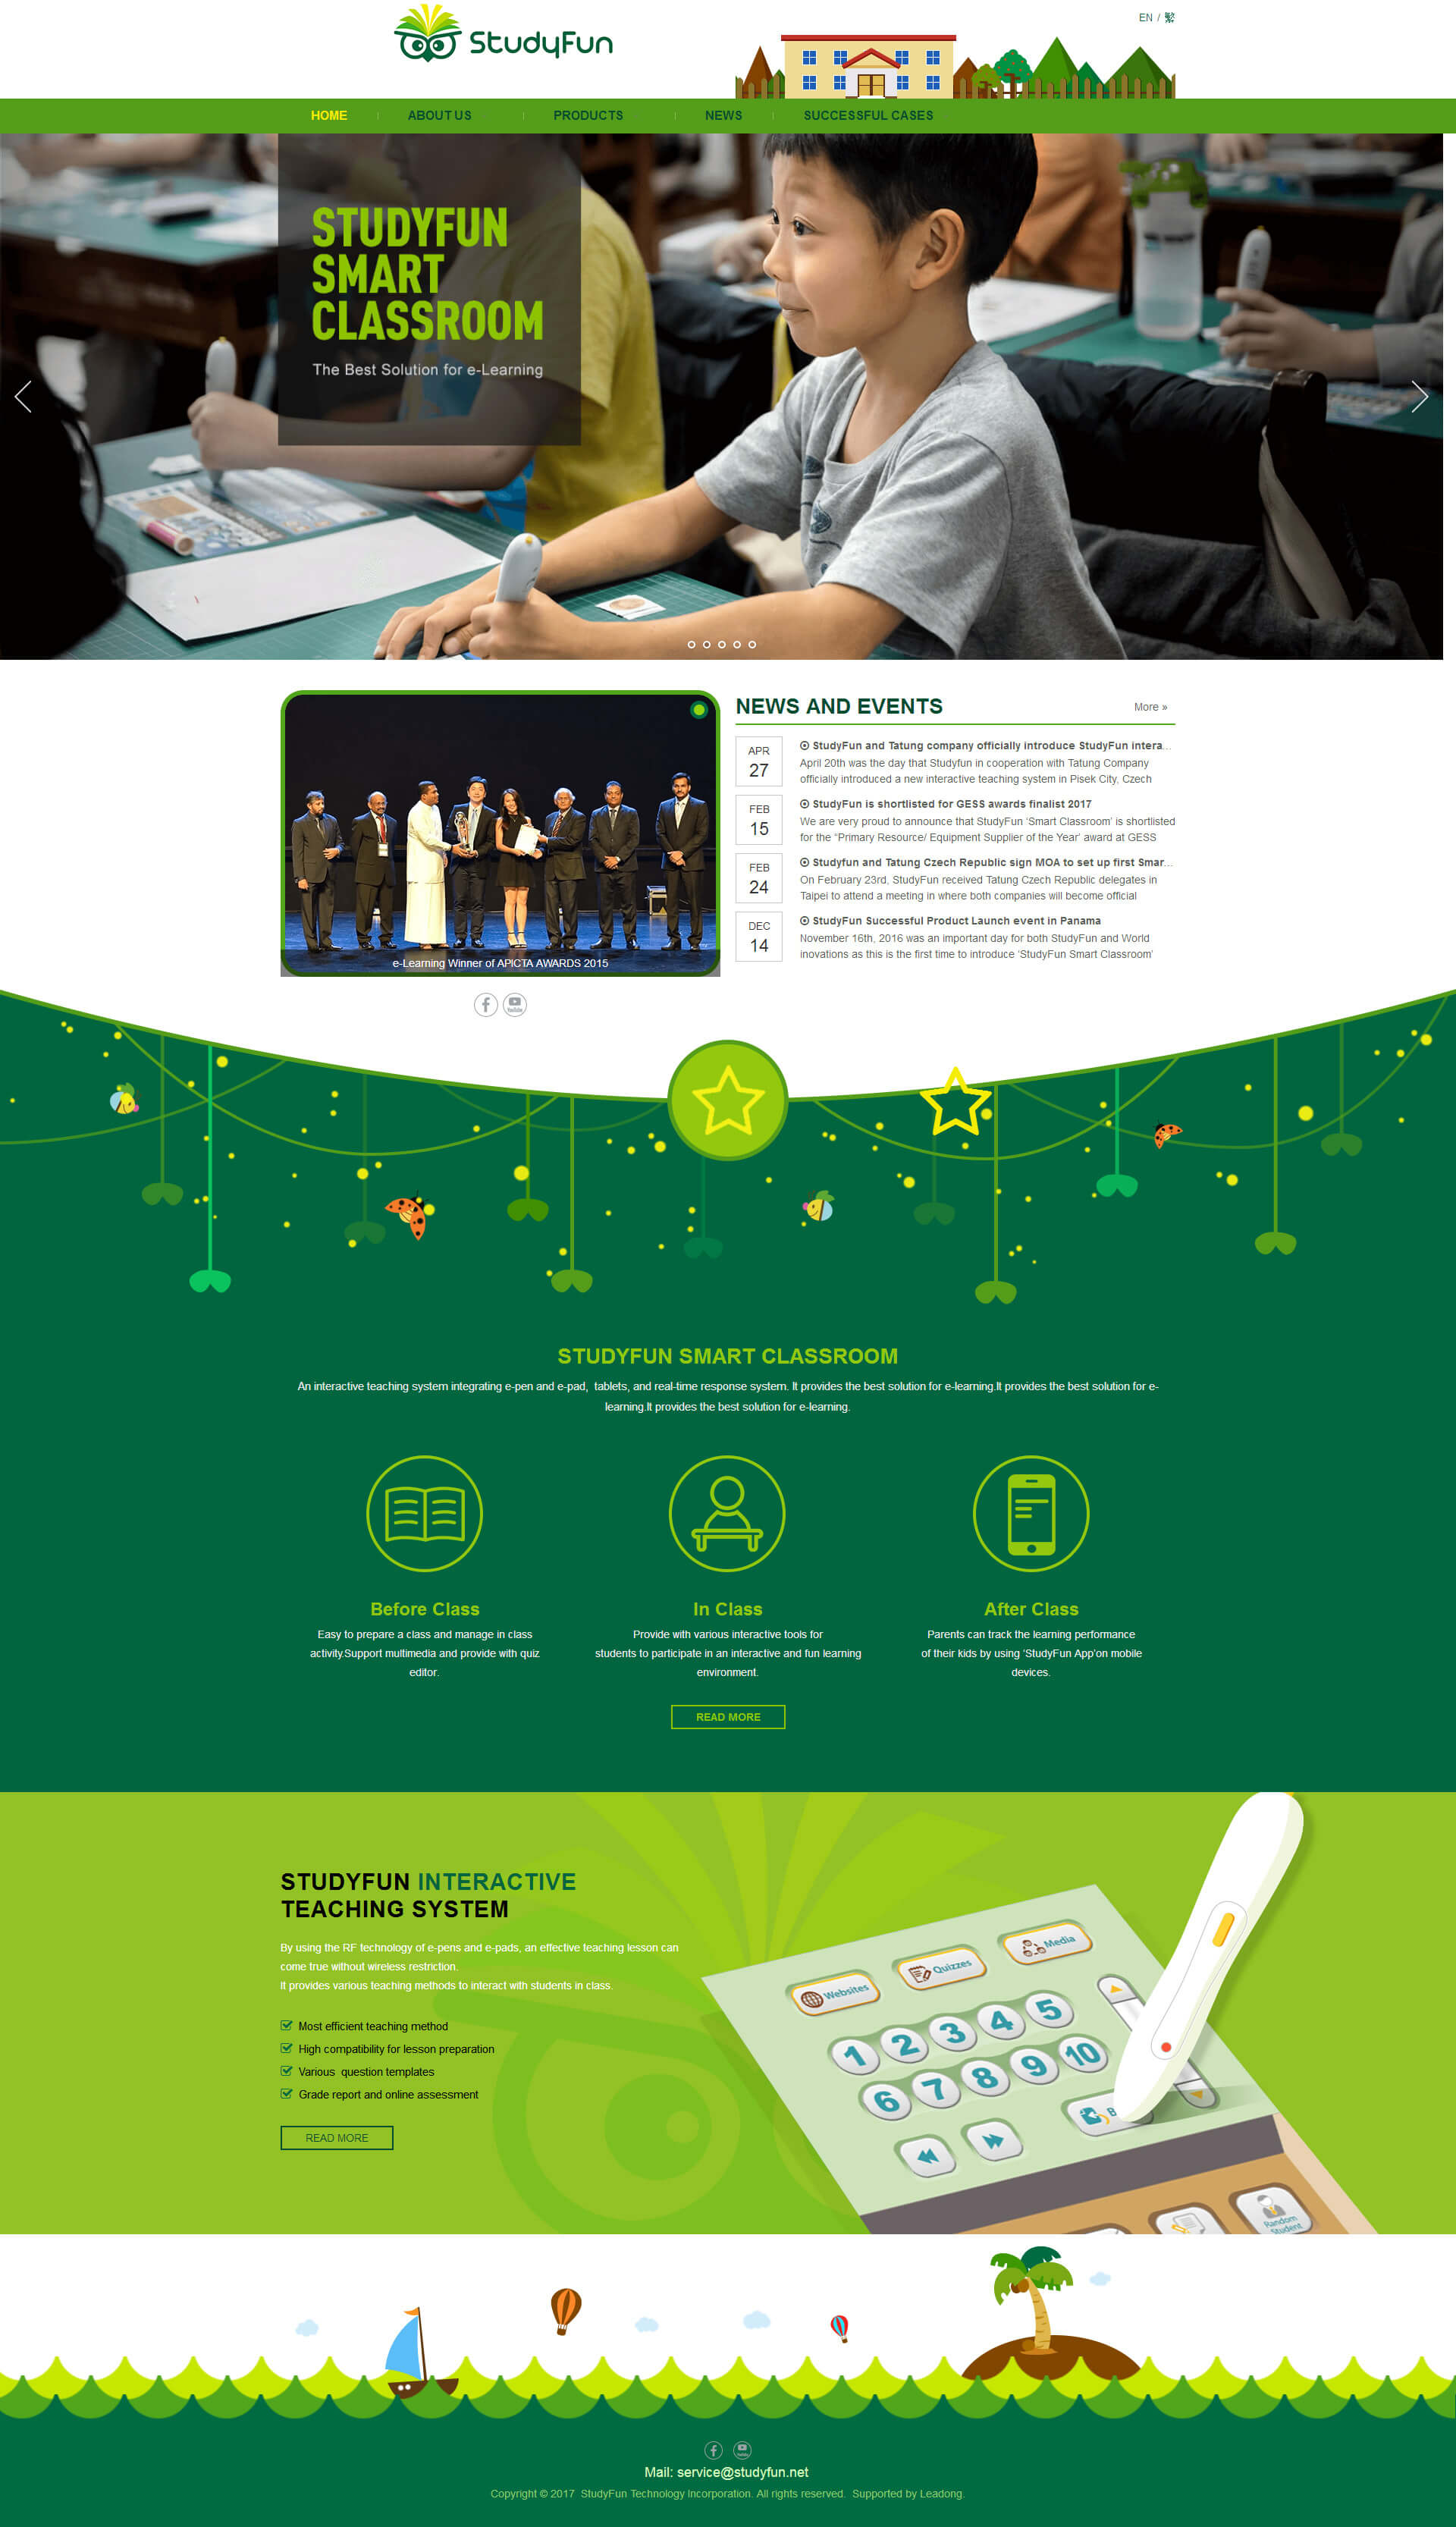 StudyFun
EN / 繁
HOME
ABOUT US
PRODUCTS
NEWS
SUCCESSFUL CASES
STUDYFUN
SMART
CLASSROOM
The Best Solution for e-Learning
e-Learning Winner of APICTA AWARDS 2015
NEWS AND EVENTS
More »
APR
27
StudyFun and Tatung company officially introduce StudyFun intera...
April 20th was the day that Studyfun in cooperation with Tatung Company
officially introduced a new interactive teaching system in Pisek City, Czech
FEB
15
StudyFun is shortlisted for GESS awards finalist 2017
We are very proud to announce that StudyFun ‘Smart Classroom’ is shortlisted
for the “Primary Resource/ Equipment Supplier of the Year’ award at GESS
FEB
24
Studyfun and Tatung Czech Republic sign MOA to set up first Smar...
On February 23rd, StudyFun received Tatung Czech Republic delegates in
Taipei to attend a meeting in where both companies will become official
DEC
14
StudyFun Successful Product Launch event in Panama
November 16th, 2016 was an important day for both StudyFun and World
inovations as this is the first time to introduce ‘StudyFun Smart Classroom’
YouTube
STUDYFUN SMART CLASSROOM
An interactive teaching system integrating e-pen and e-pad,  tablets, and real-time response system. It provides the best solution for e-learning.It provides the best solution for e-
learning.It provides the best solution for e-learning.
Before Class
Easy to prepare a class and manage in class
activity.Support multimedia and provide with quiz
editor.
In Class
Provide with various interactive tools for
students to participate in an interactive and fun learning
environment.
After Class
Parents can track the learning performance
of their kids by using ‘StudyFun App’on mobile
devices.
READ MORE
STUDYFUN INTERACTIVE
TEACHING SYSTEM
By using the RF technology of e-pens and e-pads, an effective teaching lesson can
come true without wireless restriction.
It provides various teaching methods to interact with students in class.
Most efficient teaching method
High compatibility for lesson preparation
Various  question templates
Grade report and online assessment
READ MORE
Websites
Quizzes
Media
1 2 3 4 5
6 7 8 9 10
B
Random
Student
Mail: service@studyfun.net
Copyright © 2017  StudyFun Technology Incorporation. All rights reserved.  Supported by Leadong.